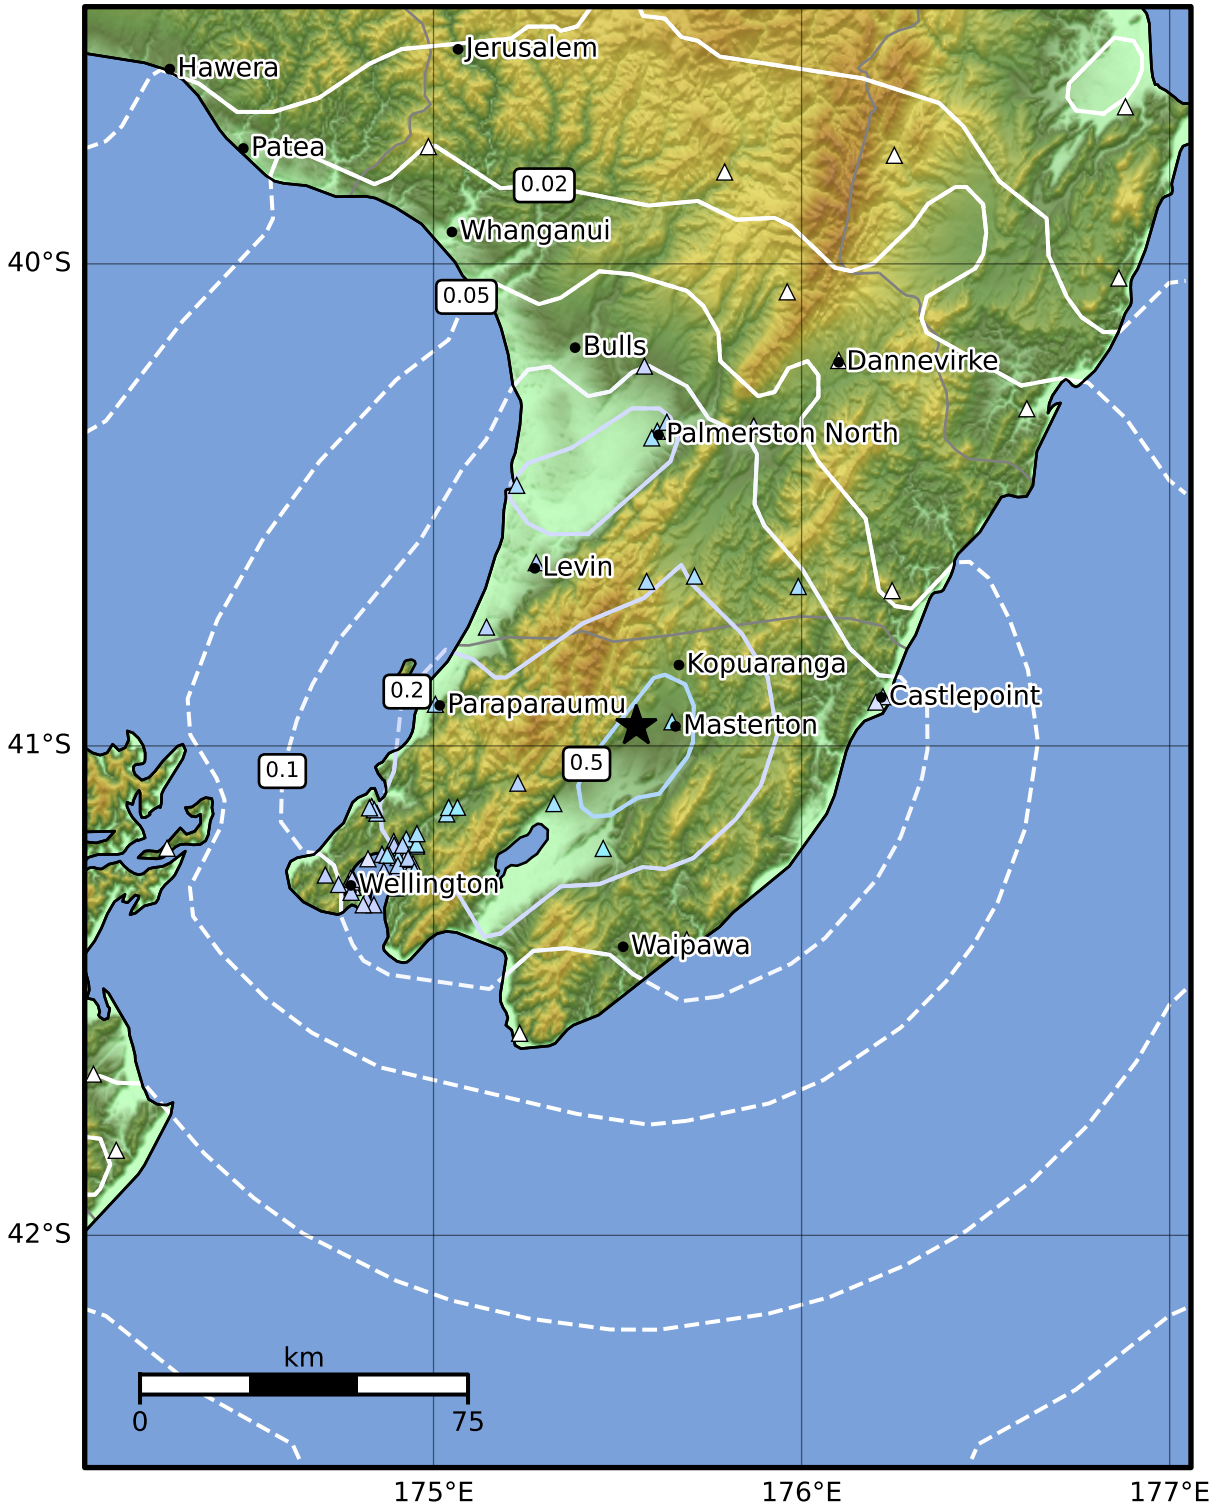 Jerusalem
Hawera
Patea
0.02
Whanganui
40°S
0.05
Bulls
Dannevirke
Palmerston North
Levin
Kopuaranga
0.2
Castlepoint
Paraparaumu
Masterton
41°S
0.5
0.1
Wellington
Waipawa
42°S
km
0
75
175°E
176°E
177°E